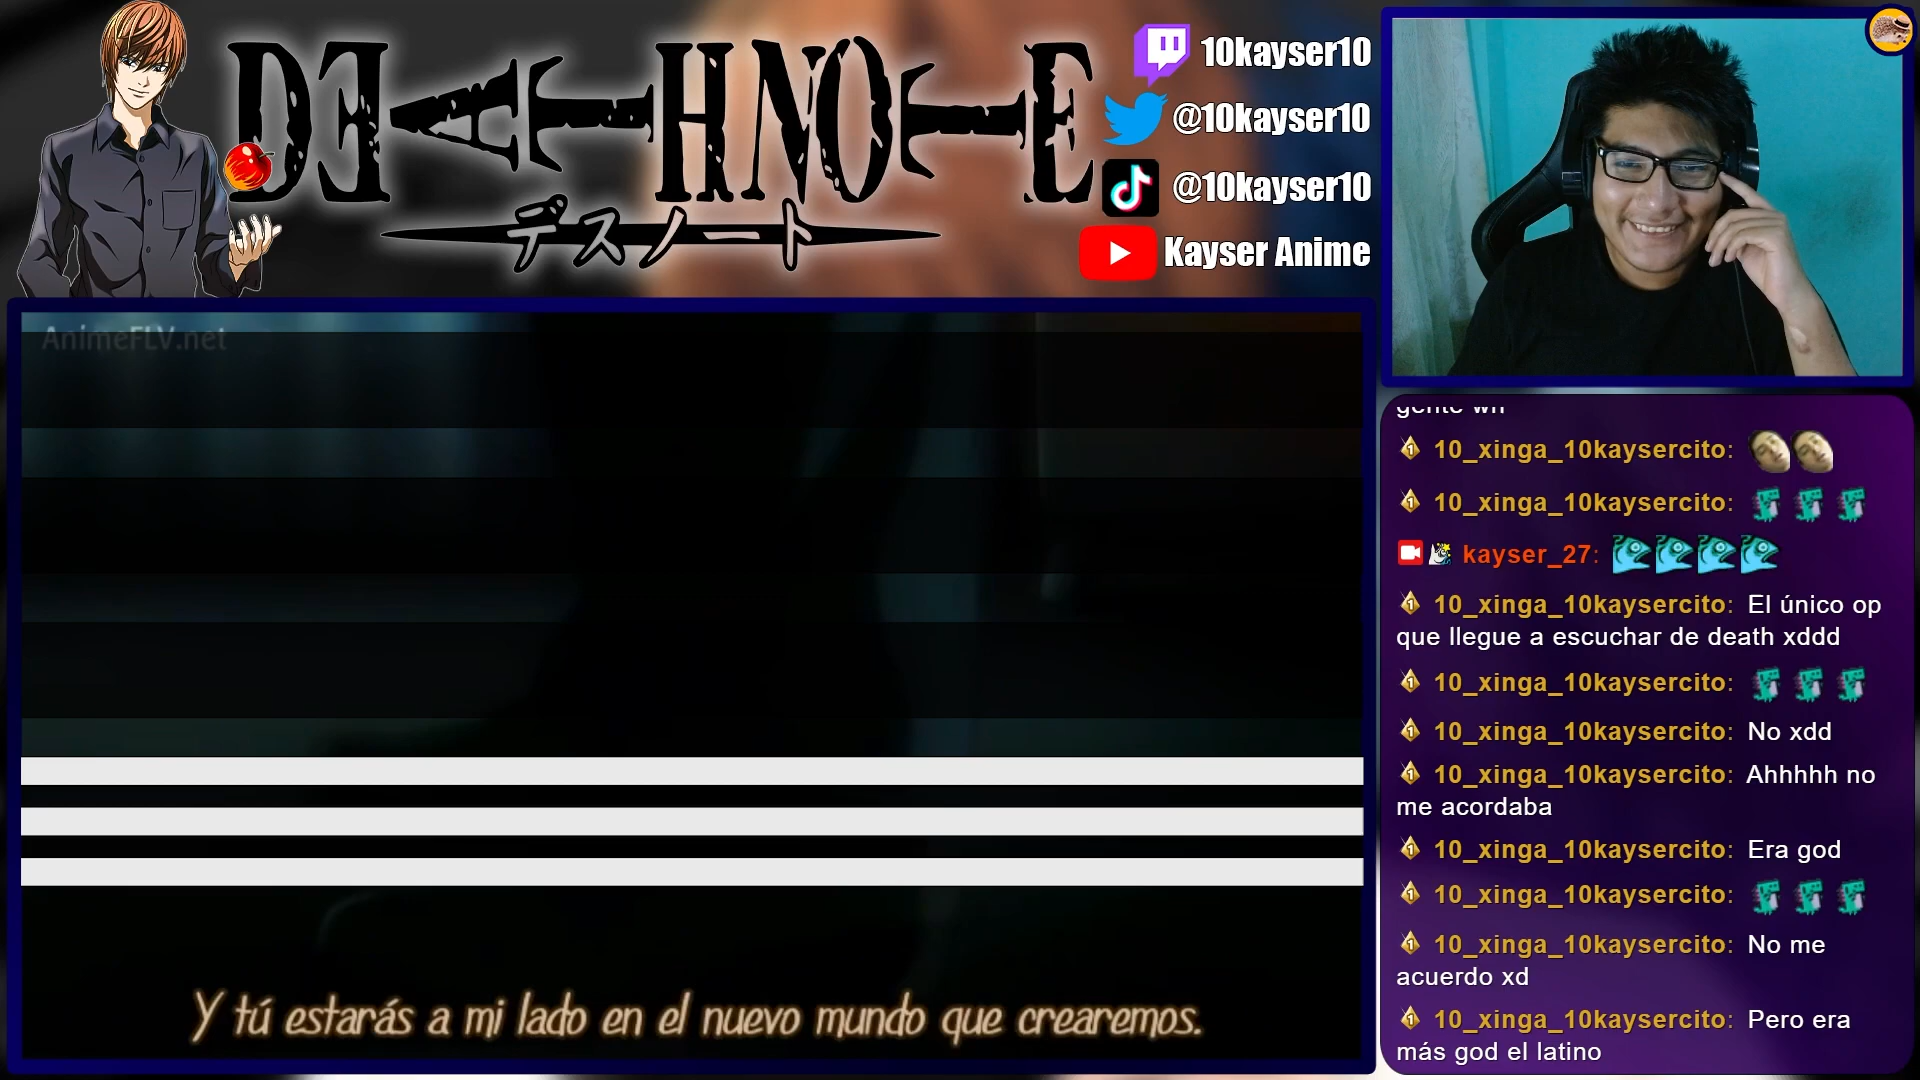 DEATH NOTE
デスノート
10kayser10
@10kayser10
@10kayser10
Kayser Anime
AnimeFLV.net
Y tú estarás a mi lado en el nuevo mundo que crearemos.
gente wn
10_xinga_10kaysercito:
10_xinga_10kaysercito:
kayser_27:
10_xinga_10kaysercito: El único op
que llegue a escuchar de death xddd
10_xinga_10kaysercito:
10_xinga_10kaysercito: No xdd
10_xinga_10kaysercito: Ahhhhh no
me acordaba
10_xinga_10kaysercito: Era god
10_xinga_10kaysercito:
10_xinga_10kaysercito: No me
acuerdo xd
10_xinga_10kaysercito: Pero era
más god el latino